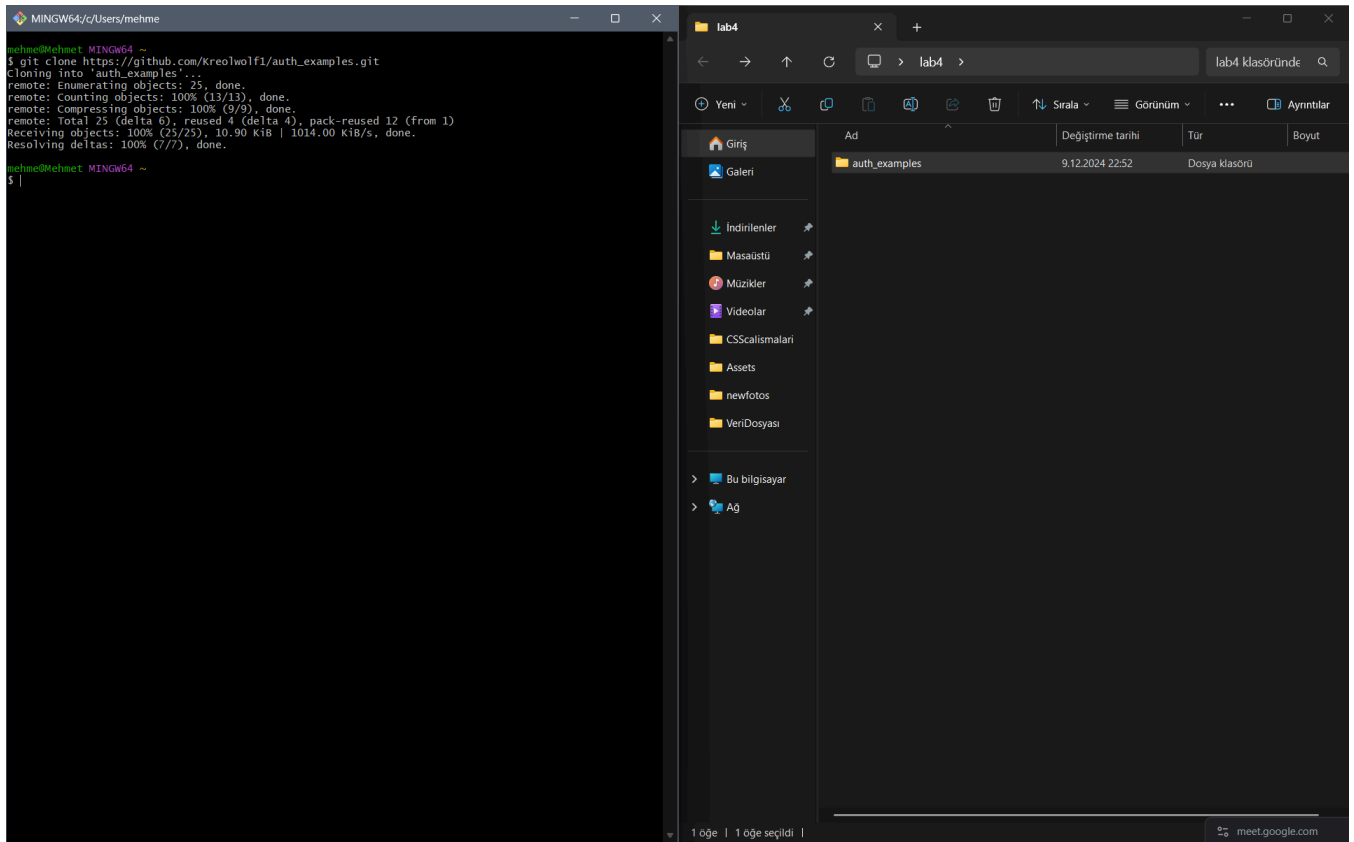 MINGW64:/c/Users/mehme
mehme@Mehmet MINGW64 ~
$ git clone https://github.com/Kreolwolf1/auth_examples.git
Cloning into 'auth_examples'...
remote: Enumerating objects: 25, done.
remote: Counting objects: 100% (13/13), done.
remote: Compressing objects: 100% (9/9), done.
remote: Total 25 (delta 6), reused 4 (delta 4), pack-reused 12 (from 1)
Receiving objects: 100% (25/25), 10.90 KiB | 1014.00 KiB/s, done.
Resolving deltas: 100% (7/7), done.
mehme@Mehmet MINGW64 ~
$
lab4
lab4
lab4 klasöründe
Yeni
Sırala
Görünüm
Ayrıntılar
Giriş
Galeri
İndirilenler
Masaüstü
Müzikler
Videolar
CSScalismalari
Assets
newfotos
VeriDosyası
Bu bilgisayar
Ağ
Ad Değiştirme tarihi Tür Boyut
auth_examples 9.12.2024 22:52 Dosya klasörü
1 öğe | 1 öğe seçildi |
meet.google.com